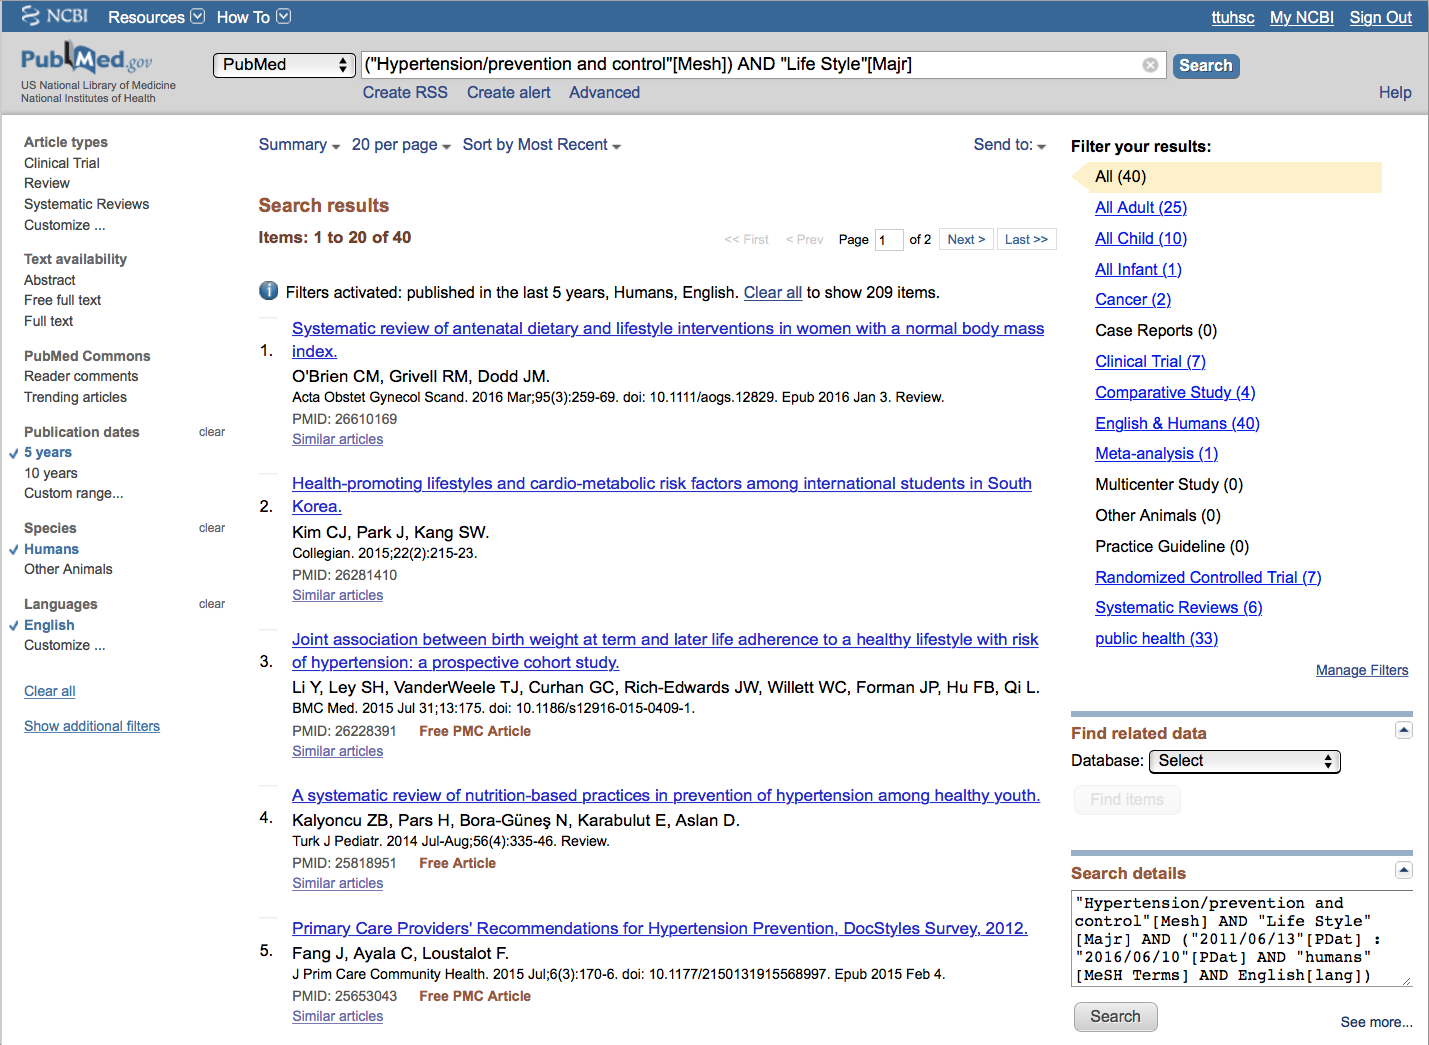 NCBI Resources How To ttuhsc My NCBI Sign Out
PubMed.gov
US National Library of Medicine
National Institutes of Health
PubMed ("Hypertension/prevention and control"[Mesh]) AND "Life Style"[Majr] Search
Create RSS Create alert Advanced Help
Article types
Clinical Trial
Review
Systematic Reviews
Customize ...
Text availability
Abstract
Free full text
Full text
PubMed Commons
Reader comments
Trending articles
Publication dates clear
5 years
10 years
Custom range...
Species clear
Humans
Other Animals
Languages clear
English
Customize ...
Clear all
Show additional filters
Summary 20 per page Sort by Most Recent Send to:
Search results
Items: 1 to 20 of 40
<< First < Prev Page 1 of 2 Next > Last >>
Filters activated: published in the last 5 years, Humans, English. Clear all to show 209 items.
Systematic review of antenatal dietary and lifestyle interventions in women with a normal body mass
1. index.
O'Brien CM, Grivell RM, Dodd JM.
Acta Obstet Gynecol Scand. 2016 Mar;95(3):259-69. doi: 10.1111/aogs.12829. Epub 2016 Jan 3. Review.
PMID: 26610169
Similar articles
Health-promoting lifestyles and cardio-metabolic risk factors among international students in South
2. Korea.
Kim CJ, Park J, Kang SW.
Collegian. 2015;22(2):215-23.
PMID: 26281410
Similar articles
Joint association between birth weight at term and later life adherence to a healthy lifestyle with risk
3. of hypertension: a prospective cohort study.
Li Y, Ley SH, VanderWeele TJ, Curhan GC, Rich-Edwards JW, Willett WC, Forman JP, Hu FB, Qi L.
BMC Med. 2015 Jul 31;13:175. doi: 10.1186/s12916-015-0409-1.
PMID: 26228391 Free PMC Article
Similar articles
A systematic review of nutrition-based practices in prevention of hypertension among healthy youth.
4. Kalyoncu ZB, Pars H, Bora-Güneş N, Karabulut E, Aslan D.
Turk J Pediatr. 2014 Jul-Aug;56(4):335-46. Review.
PMID: 25818951 Free Article
Similar articles
Primary Care Providers' Recommendations for Hypertension Prevention, DocStyles Survey, 2012.
5. Fang J, Ayala C, Loustalot F.
J Prim Care Community Health. 2015 Jul;6(3):170-6. doi: 10.1177/2150131915568997. Epub 2015 Feb 4.
PMID: 25653043 Free PMC Article
Similar articles
Filter your results:
All (40)
All Adult (25)
All Child (10)
All Infant (1)
Cancer (2)
Case Reports (0)
Clinical Trial (7)
Comparative Study (4)
English & Humans (40)
Meta-analysis (1)
Multicenter Study (0)
Other Animals (0)
Practice Guideline (0)
Randomized Controlled Trial (7)
Systematic Reviews (6)
public health (33)
Manage Filters
Find related data
Database: Select
Find items
Search details
"Hypertension/prevention and
control"[Mesh] AND "Life Style"
[Majr] AND ("2011/06/13"[PDat] :
"2016/06/10"[PDat] AND "humans"
[MeSH Terms] AND English[lang])
Search
See more...